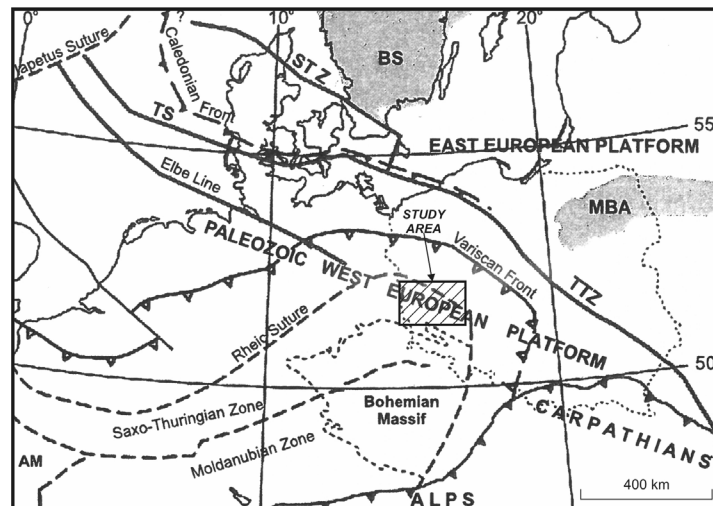 0°
?
10°
20°
Iapetus Suture
Caledonian Front
STZ
BS
TS
55
EAST EUROPEAN PLATFORM
Elbe Line
MBA
STUDY
AREA
PALEOZOIC WEST EUROPEAN PLATFORM
Variscan Front
TTZ
Rheic Suture
50
Saxo-Thuringian Zone
Bohemian
Massif
CARPATHIANS
Moldanubian Zone
AM
400 km
ALPS